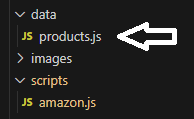 data
JS products.js
images
scripts
JS amazon.js